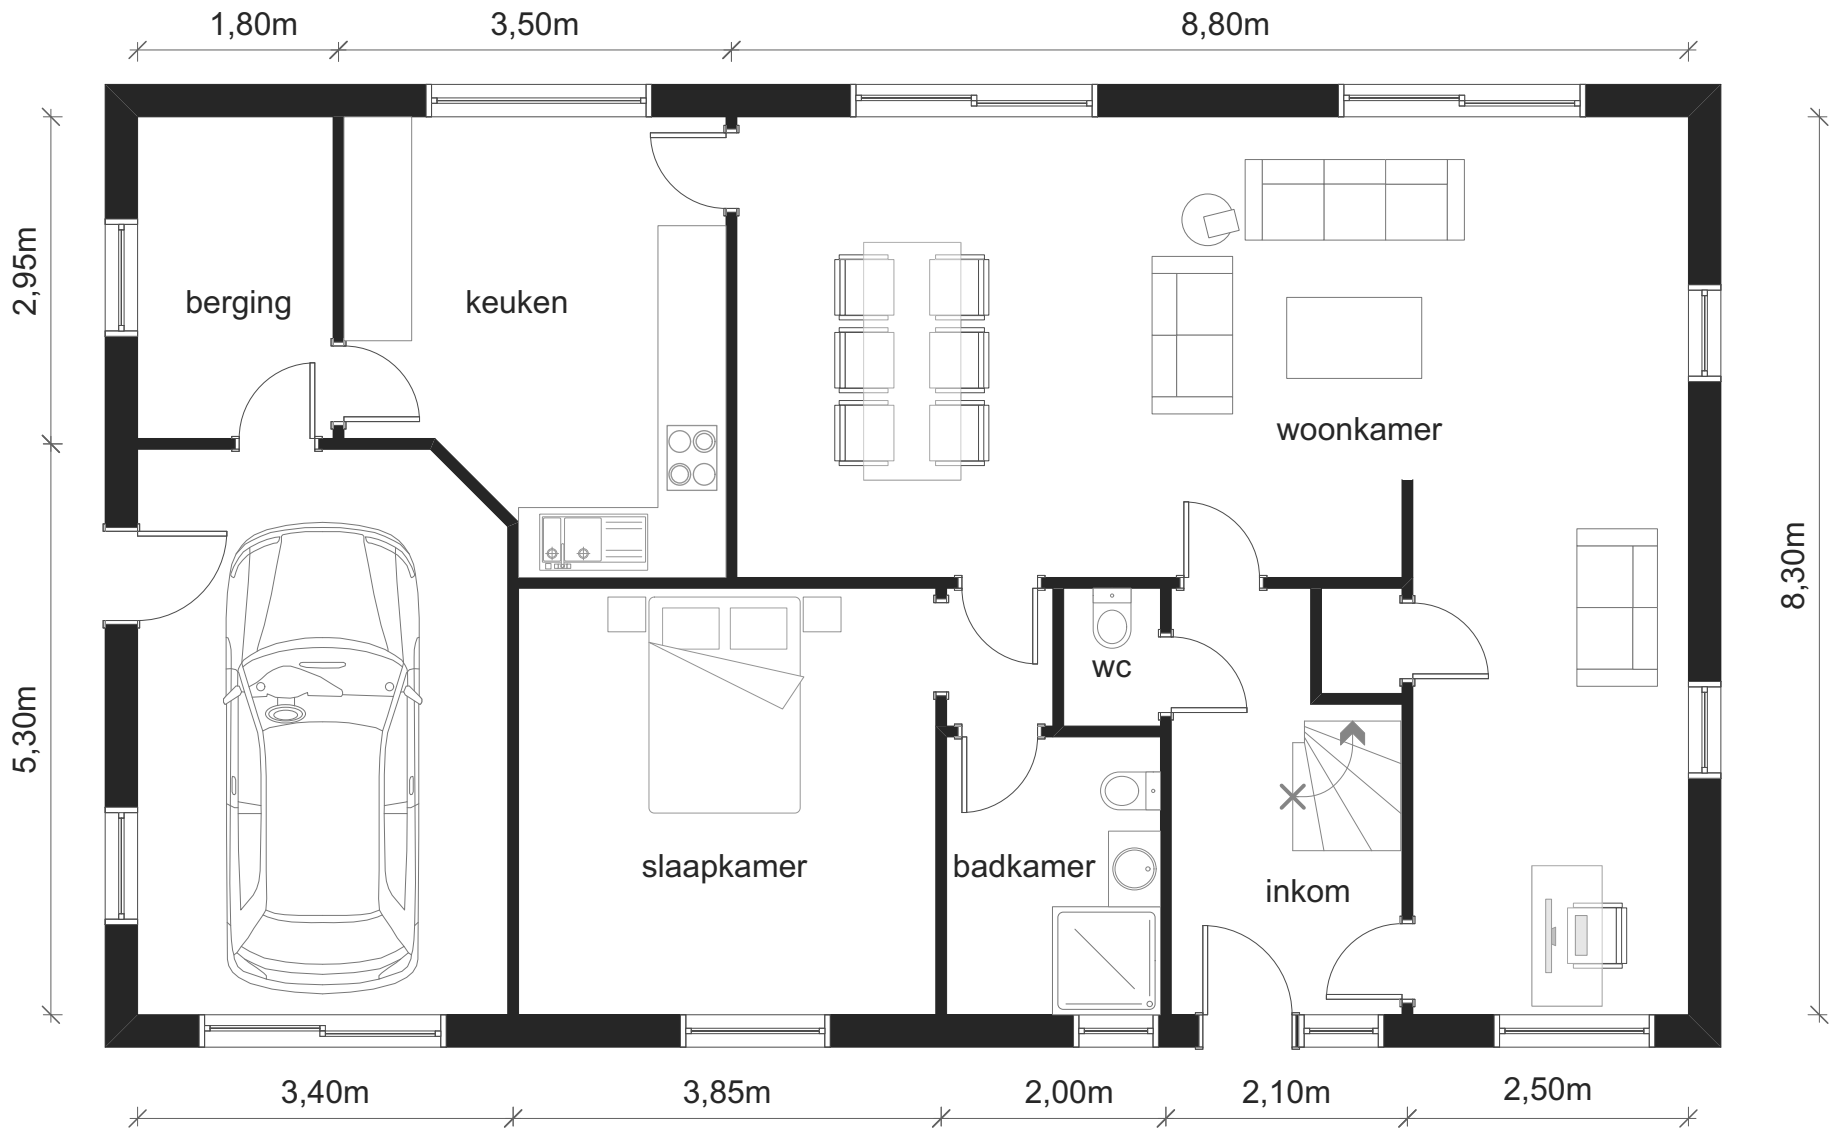 1,80m 3,50m 8,80m
2,95m
berging keuken
woonkamer
8,30m
wc
5,30m
slaapkamer badkamer
inkom
3,40m 3,85m 2,00m 2,10m 2,50m